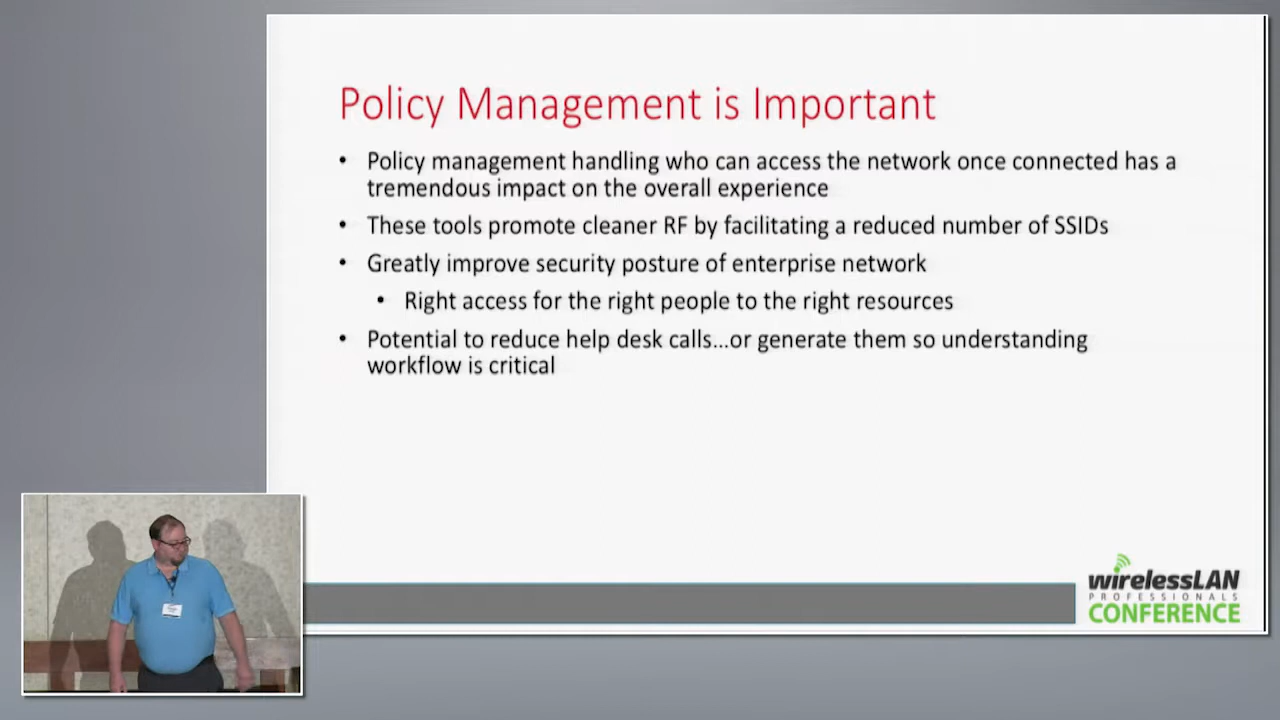 Policy Management is Important
• Policy management handling who can access the network once connected has a
tremendous impact on the overall experience
• These tools promote cleaner RF by facilitating a reduced number of SSIDs
• Greatly improve security posture of enterprise network
• Right access for the right people to the right resources
• Potential to reduce help desk calls...or generate them so understanding
workflow is critical
wirelessLAN
PROFESSIONALS
CONFERENCE